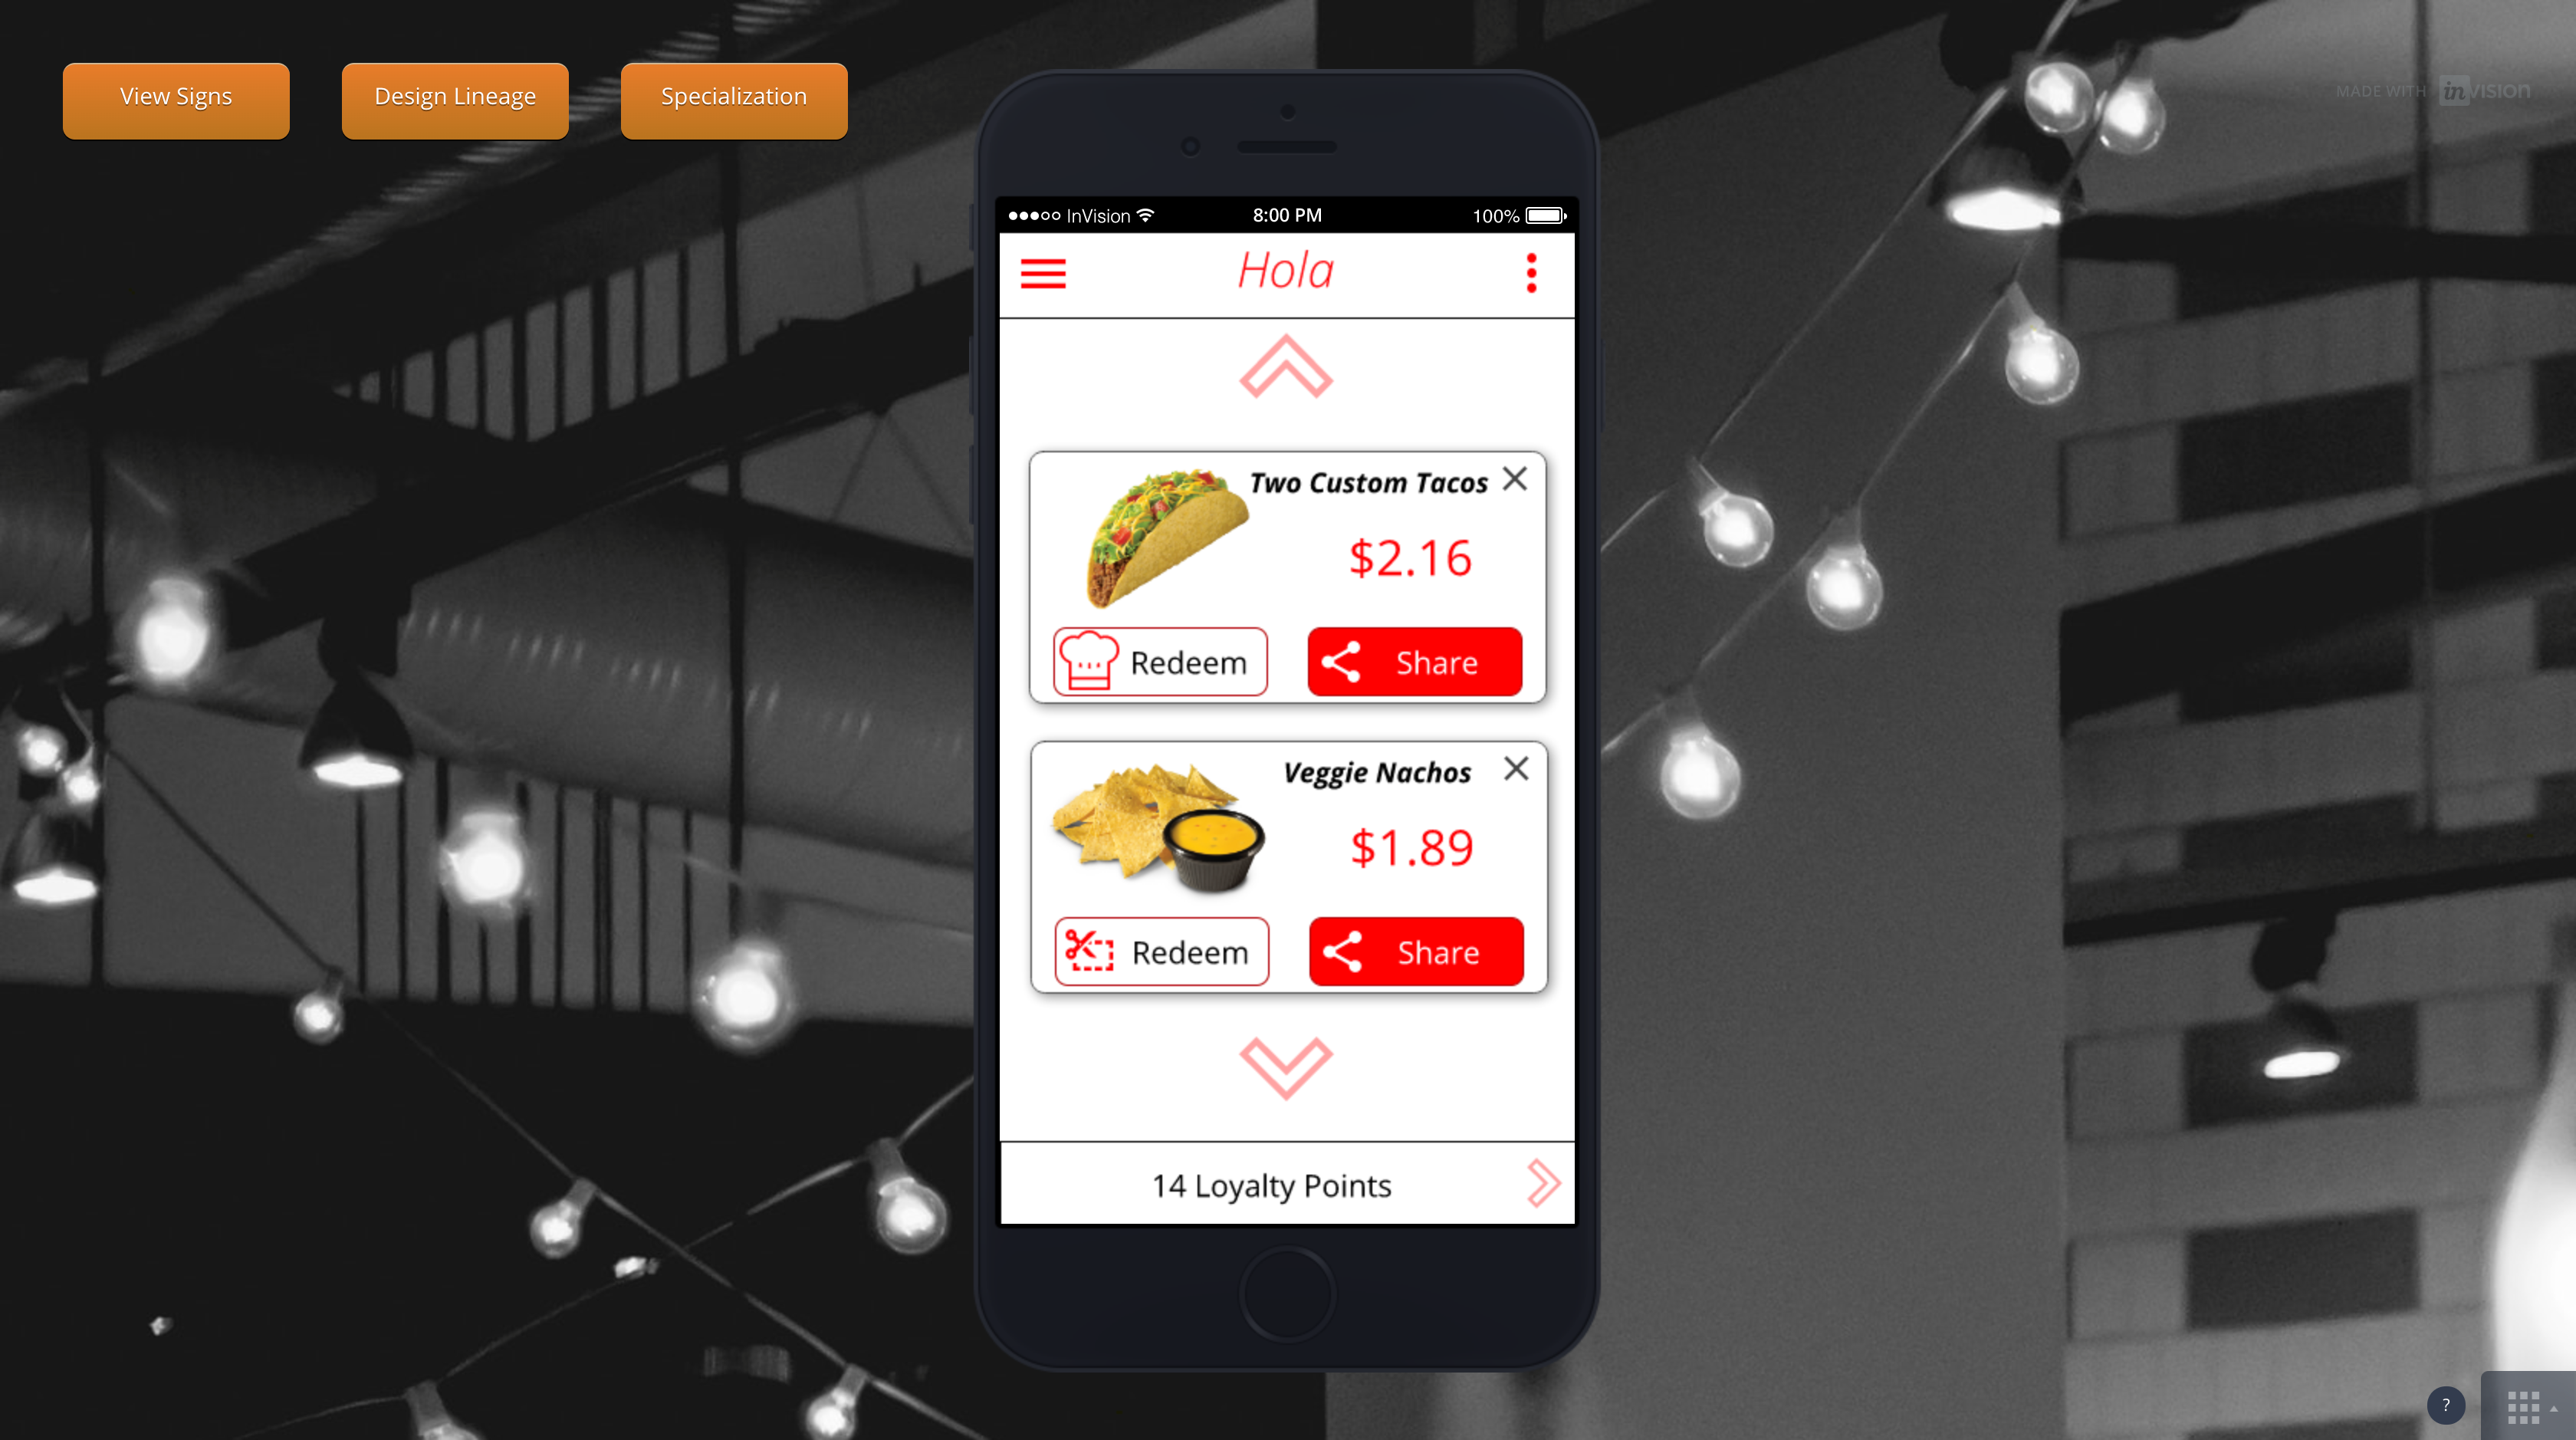 View Signs
Design Lineage
Specialization
MADE WITH invision
InVision
8:00 PM
100%
Hola
Two Custom Tacos
$2.16
Redeem
Share
Veggie Nachos
$1.89
Redeem
Share
14 Loyalty Points
?